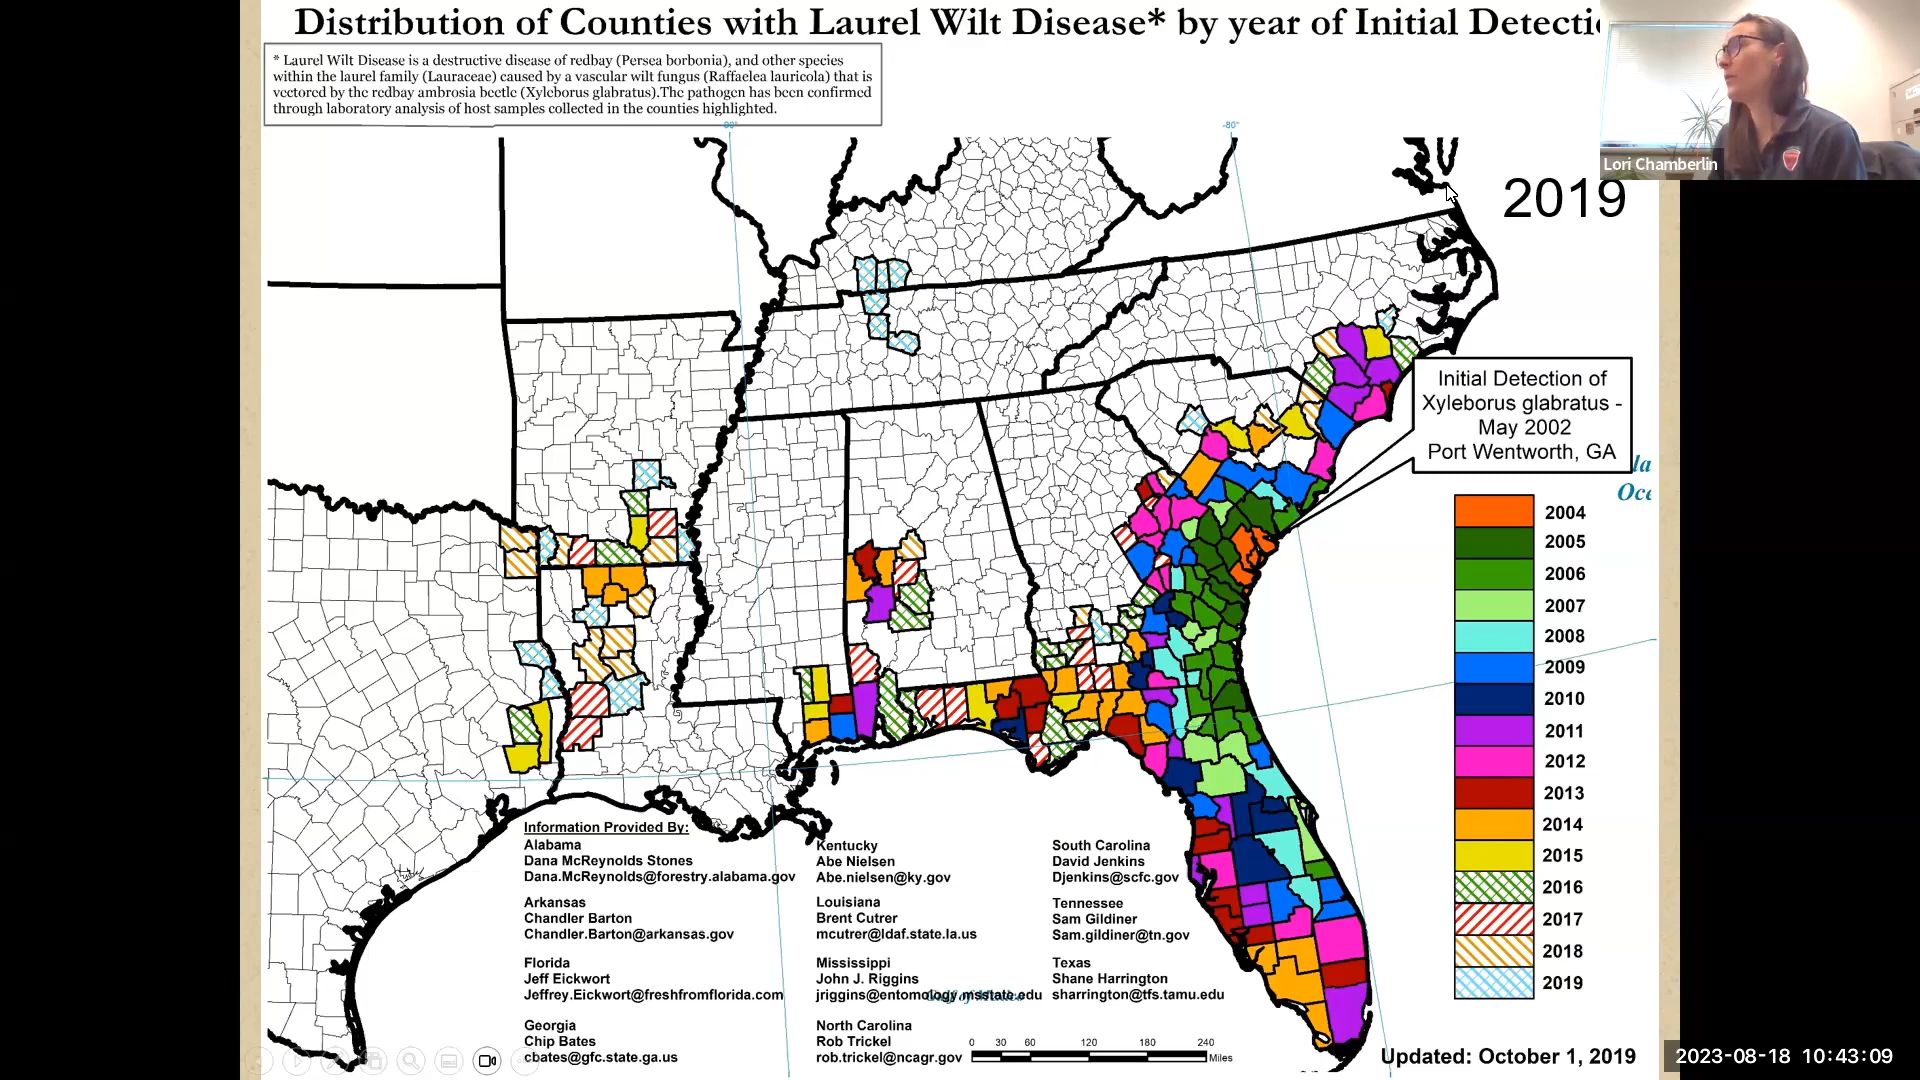 Distribution of Counties with Laurel Wilt Disease* by year of Initial Detectio
* Laurel Wilt Disease is a destructive disease of redbay (Persea borbonia), and other species
within the laurel family (Lauraceae) caused by a vascular wilt fungus (Raffaelea lauricola) that is
vectored by the redbay ambrosia beetle (Xyleborus glabratus).The pathogen has been confirmed
through laboratory analysis of host samples collected in the counties highlighted.
Lori Chamberlin
-80°
2019
Initial Detection of
Xyleborus glabratus -
May 2002
Port Wentworth, GA
2004
2005
2006
2007
2008
2009
2010
2011
2012
2013
2014
2015
2016
2017
2018
2019
Information Provided By:
Alabama
Dana McReynolds Stones
Dana.McReynolds@forestry.alabama.gov
Arkansas
Chandler Barton
Chandler.Barton@arkansas.gov
Florida
Jeff Eickwort
Jeffrey.Eickwort@freshfromflorida.com
Georgia
Chip Bates
cbates@gfc.state.ga.us
Kentucky
Abe Nielsen
Abe.nielsen@ky.gov
Louisiana
Brent Cutrer
mcutrer@ldaf.state.la.us
Mississippi
John J. Riggins
jriggins@entomology.msstate.edu
North Carolina
Rob Trickel
rob.trickel@ncagr.gov
South Carolina
David Jenkins
Djenkins@scfc.gov
Tennessee
Sam Gildiner
Sam.gildiner@tn.gov
Texas
Shane Harrington
sharrington@tfs.tamu.edu
0 30 60 120 180 240
Miles
Updated: October 1, 2019
2023-08-18 10:43:09